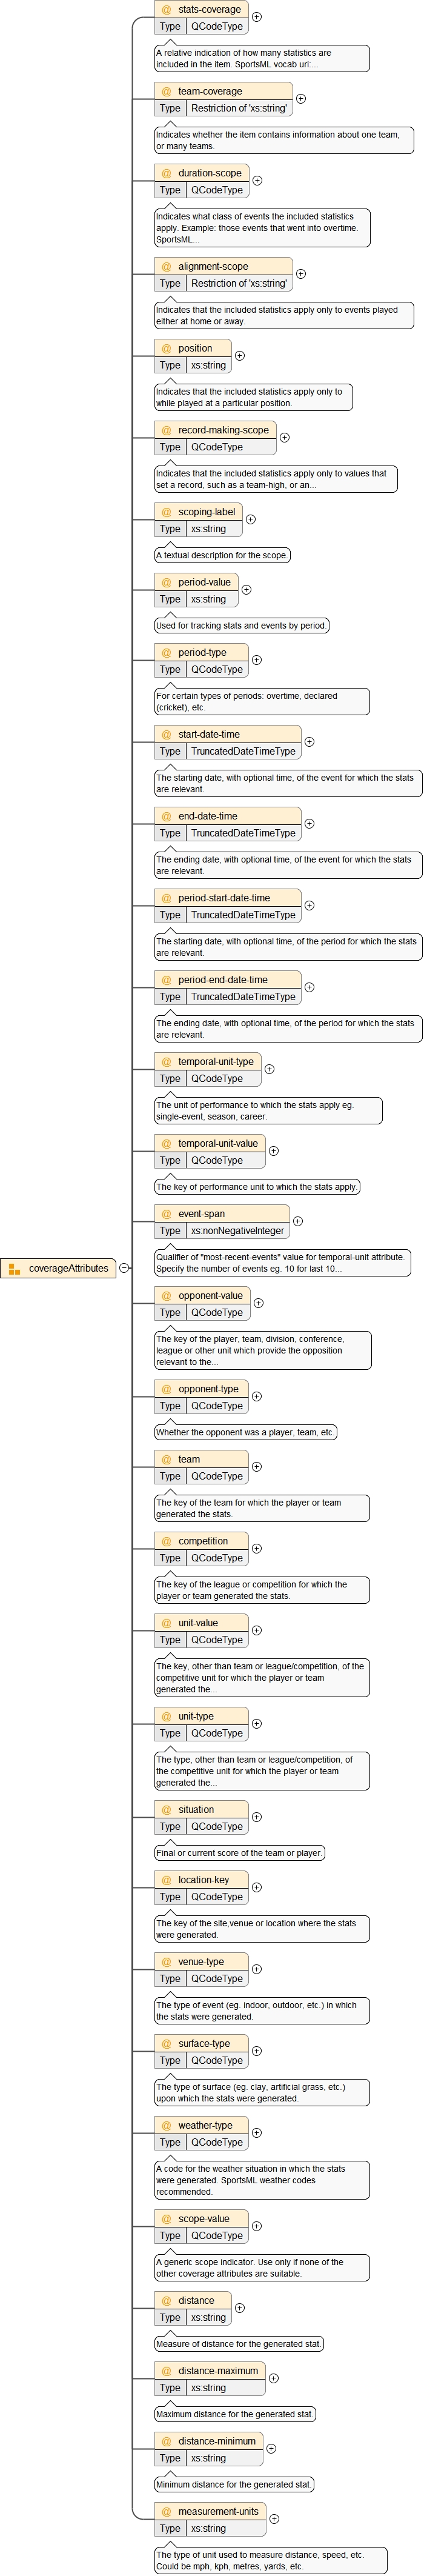 @ stats-coverage
Type QCodeType
A relative indication of how many statistics are
included in the item. SportsML vocab uri:...
@ team-coverage
Type Restriction of 'xs:string'
Indicates whether the item contains information about one team,
or many teams.
@ duration-scope
Type QCodeType
Indicates what class of events the included statistics
apply. Example: those events that went into overtime.
SportsML...
@ alignment-scope
Type Restriction of 'xs:string'
Indicates that the included statistics apply only to events played
either at home or away.
@ position
Type xs:string
Indicates that the included statistics apply only to
while played at a particular position.
@ record-making-scope
Type QCodeType
Indicates that the included statistics apply only to values that
set a record, such as a team-high, or an...
@ scoping-label
Type xs:string
A textual description for the scope.
@ period-value
Type xs:string
Used for tracking stats and events by period.
@ period-type
Type QCodeType
For certain types of periods: overtime, declared
(cricket), etc.
@ start-date-time
Type TruncatedDateTimeType
The starting date, with optional time, of the event for which the stats
are relevant.
@ end-date-time
Type TruncatedDateTimeType
The ending date, with optional time, of the event for which the stats
are relevant.
@ period-start-date-time
Type TruncatedDateTimeType
The starting date, with optional time, of the period for which the stats
are relevant.
@ period-end-date-time
Type TruncatedDateTimeType
The ending date, with optional time, of the period for which the stats
are relevant.
@ temporal-unit-type
Type QCodeType
The unit of performance to which the stats apply eg.
single-event, season, career.
@ temporal-unit-value
Type QCodeType
The key of performance unit to which the stats apply.
@ event-span
Type xs:nonNegativeInteger
Qualifier of "most-recent-events" value for temporal-unit attribute.
Specify the number of events eg. 10 for last 10...
coverageAttributes
@ opponent-value
Type QCodeType
The key of the player, team, division, conference,
league or other unit which provide the opposition
relevant to the...
@ opponent-type
Type QCodeType
Whether the opponent was a player, team, etc.
@ team
Type QCodeType
The key of the team for which the player or team
generated the stats.
@ competition
Type QCodeType
The key of the league or competition for which the
player or team generated the stats.
@ unit-value
Type QCodeType
The key, other than team or league/competition, of the
competitive unit for which the player or team
generated the...
@ unit-type
Type QCodeType
The type, other than team or league/competition, of
the competitive unit for which the player or team
generated the...
@ situation
Type QCodeType
Final or current score of the team or player.
@ location-key
Type QCodeType
The key of the site,venue or location where the stats
were generated.
@ venue-type
Type QCodeType
The type of event (eg. indoor, outdoor, etc.) in which
the stats were generated.
@ surface-type
Type QCodeType
The type of surface (eg. clay, artificial grass, etc.)
upon which the stats were generated.
@ weather-type
Type QCodeType
A code for the weather situation in which the stats
were generated. SportsML weather codes
recommended.
@ scope-value
Type QCodeType
A generic scope indicator. Use only if none of the
other coverage attributes are suitable.
@ distance
Type xs:string
Measure of distance for the generated stat.
@ distance-maximum
Type xs:string
Maximum distance for the generated stat.
@ distance-minimum
Type xs:string
Minimum distance for the generated stat.
@ measurement-units
Type xs:string
The type of unit used to measure distance, speed, etc.
Could be mph, kph, metres, yards, etc.